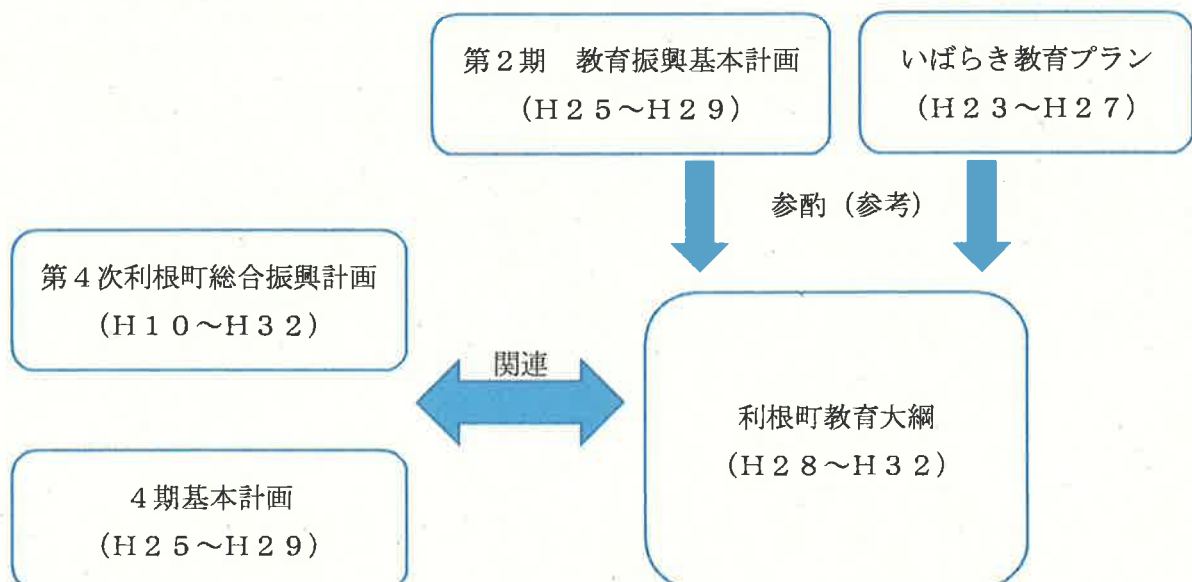 第２期　教育振興基本計画
（Ｈ２５～Ｈ２９）
いばらき教育プラン
（Ｈ２３～Ｈ２７）
参酌（参考）
第４次利根町総合振興計画
（Ｈ１０～Ｈ３２）
関連
利根町教育大綱
（Ｈ２８～Ｈ３２）
４期基本計画
（Ｈ２５～Ｈ２９）